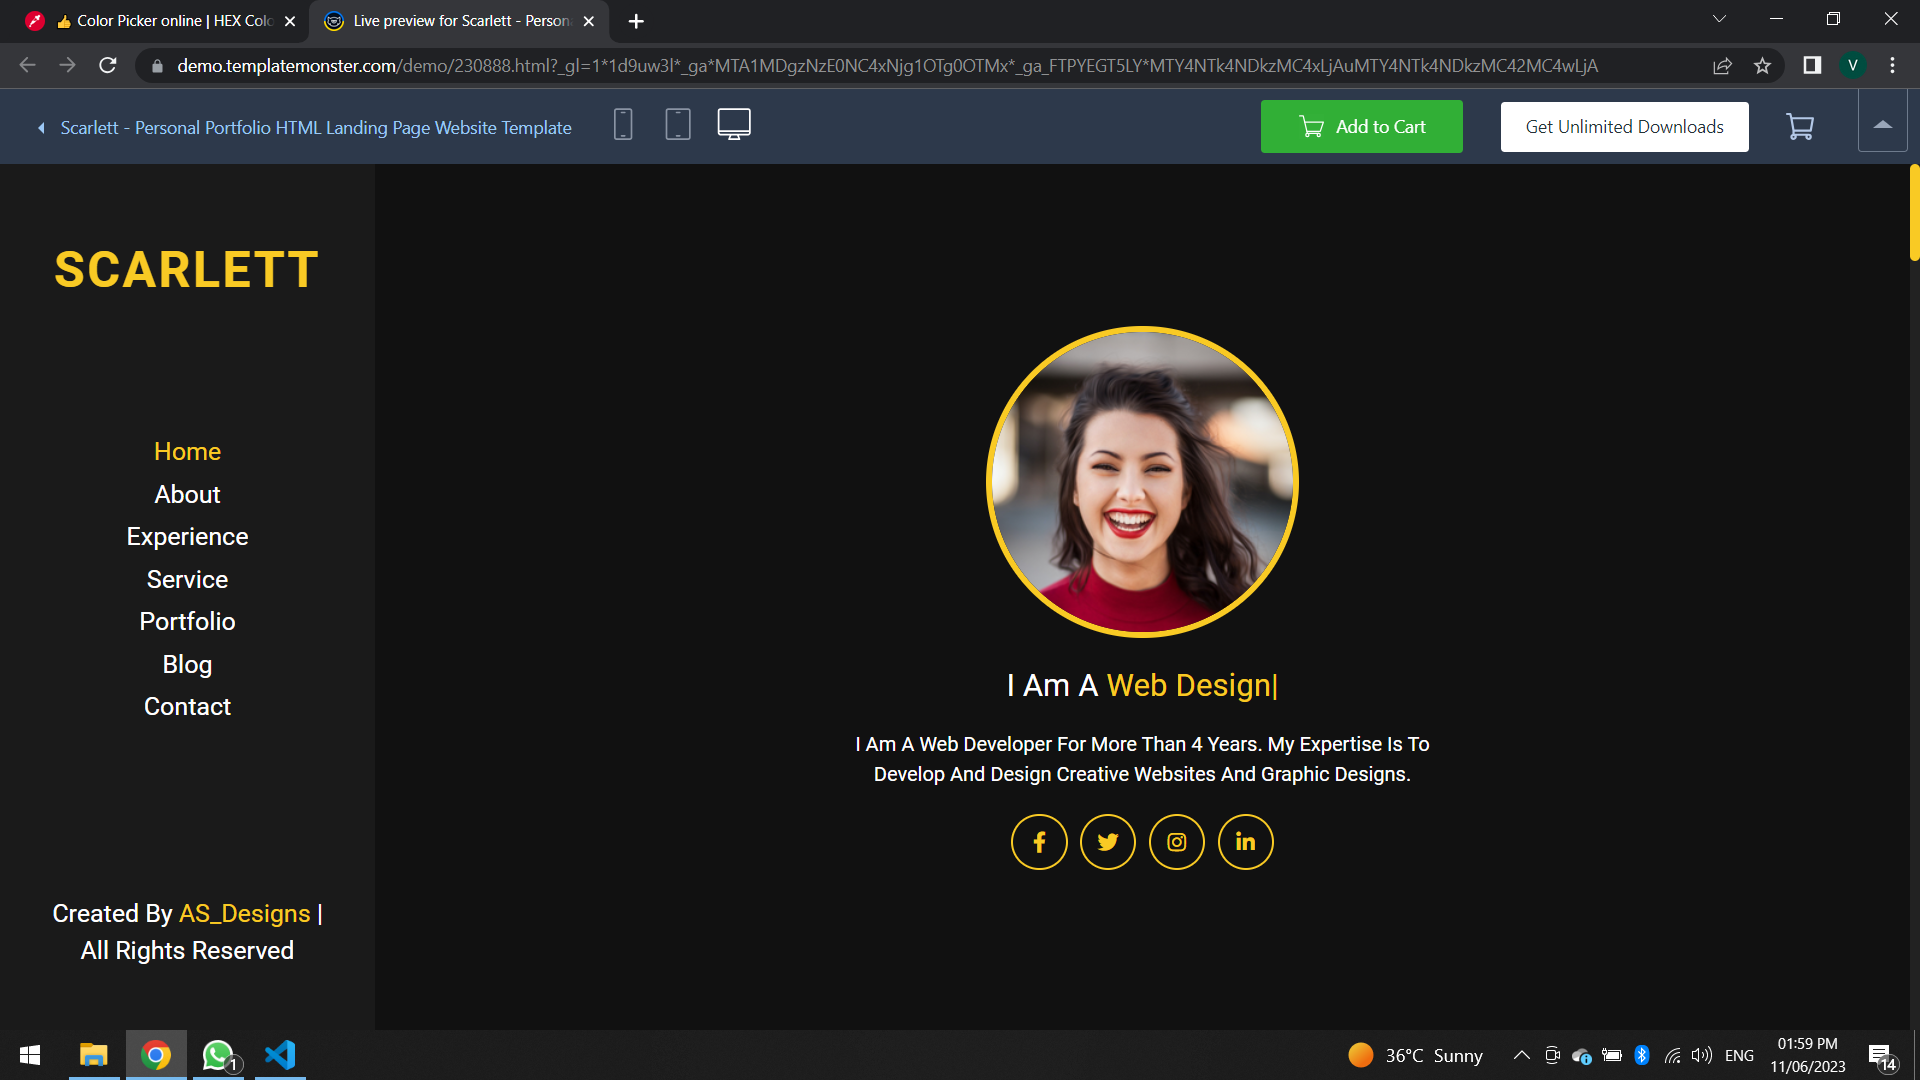 👍 Color Picker online | HEX Colo
Live preview for Scarlett - Person
demo.templatemonster.com/demo/230888.html?_gl=1*1d9uw3l*_ga*MTA1MDgzNzE0NC4xNjg1OTg0OTMx*_ga_FTPYEGT5LY*MTY4NTk4NDkzMC4xLjAuMTY4NTk4NDkzMC42MC4wLjA
V
Scarlett - Personal Portfolio HTML Landing Page Website Template
Add to Cart
Get Unlimited Downloads
SCARLETT
Home
About
Experience
Service
Portfolio
Blog
Contact
Created By AS_Designs |
All Rights Reserved
I Am A Web Design|
I Am A Web Developer For More Than 4 Years. My Expertise Is To
Develop And Design Creative Websites And Graphic Designs.
1
36°C Sunny
ENG
01:59 PM
11/06/2023
14